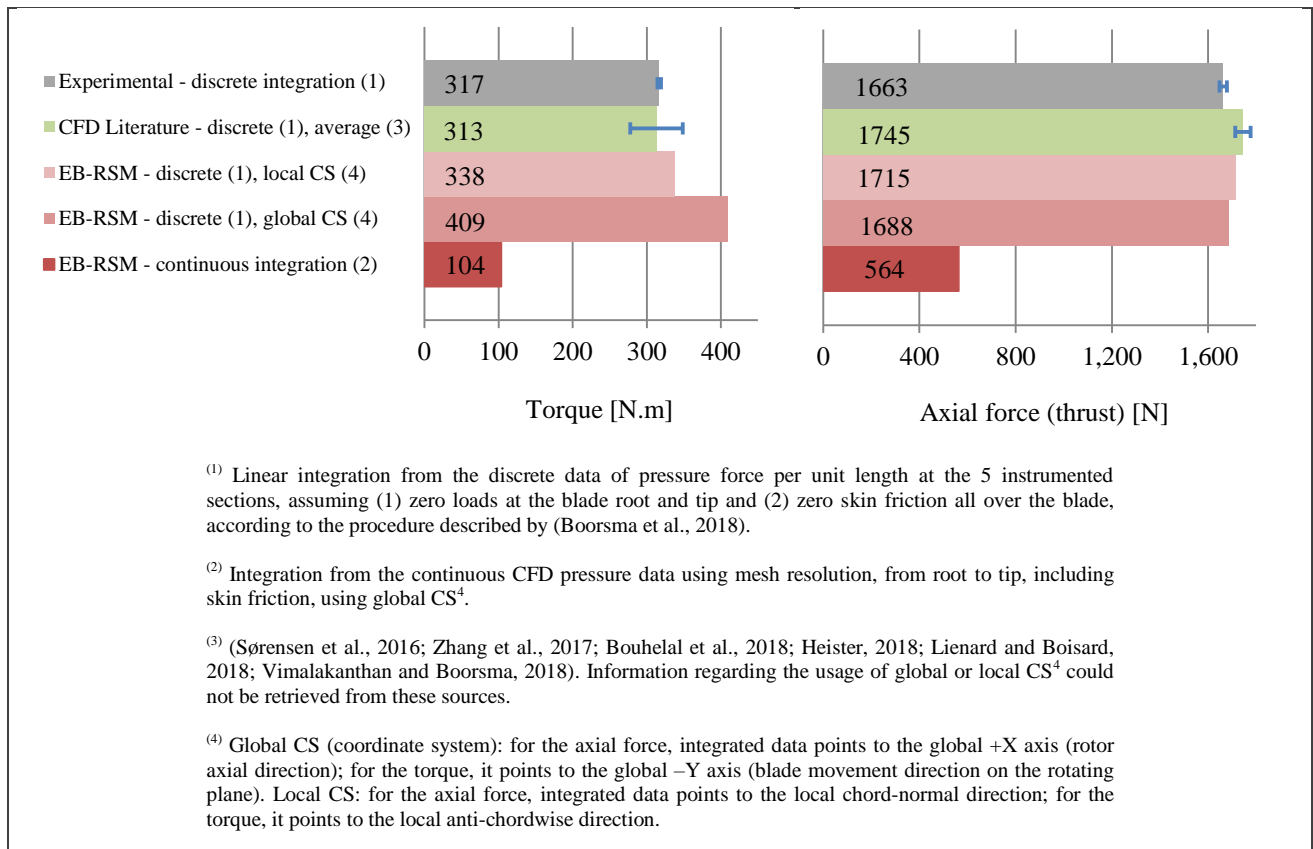 Experimental - discrete integration (1)
CFD Literature - discrete (1), average (3)
EB-RSM - discrete (1), local CS (4)
EB-RSM - discrete (1), global CS (4)
EB-RSM - continuous integration (2)
317
313
338
409
104
0 100 200 300 400
Torque [N.m]
1663
1745
1715
1688
564
0 400 800 1,200 1,600
Axial force (thrust) [N]
(1) Linear integration from the discrete data of pressure force per unit length at the 5 instrumented
sections, assuming (1) zero loads at the blade root and tip and (2) zero skin friction all over the blade,
according to the procedure described by (Boorsma et al., 2018).
(2) Integration from the continuous CFD pressure data using mesh resolution, from root to tip, including
skin friction, using global CS4.
(3) (Sørensen et al., 2016; Zhang et al., 2017; Bouhelal et al., 2018; Heister, 2018; Lienard and Boisard,
2018; Vimalakanthan and Boorsma, 2018). Information regarding the usage of global or local CS4 could
not be retrieved from these sources.
(4) Global CS (coordinate system): for the axial force, integrated data points to the global +X axis (rotor
axial direction); for the torque, it points to the global –Y axis (blade movement direction on the rotating
plane). Local CS: for the axial force, integrated data points to the local chord-normal direction; for the
torque, it points to the local anti-chordwise direction.